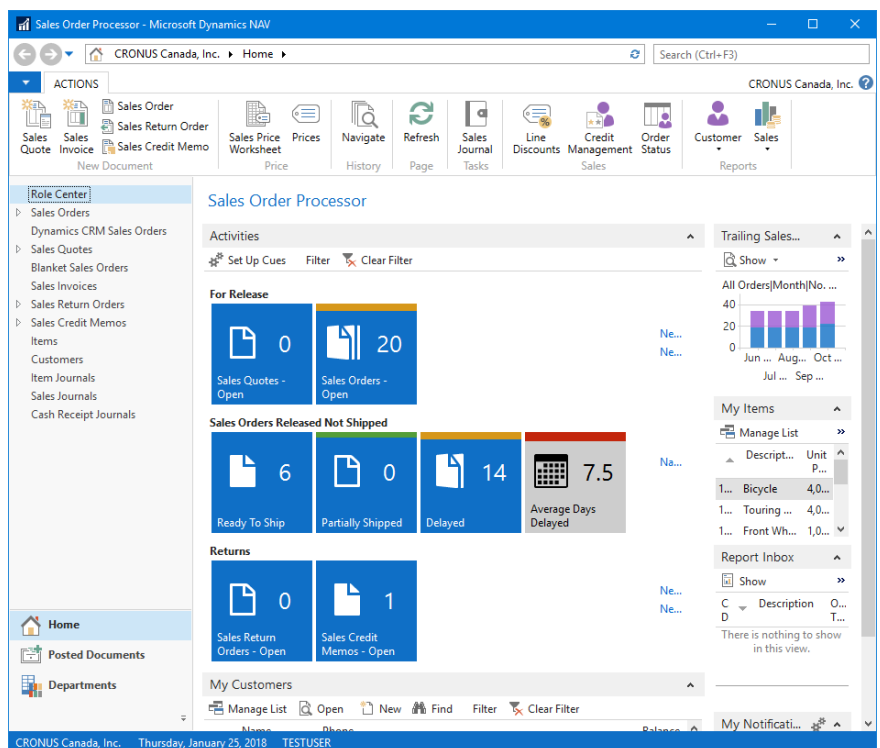 Sales Order Processor - Microsoft Dynamics NAV
CRONUS Canada, Inc. Home
Search (Ctrl+F3)
ACTIONS
CRONUS Canada, Inc.
Sales Quote
Sales Invoice
Sales Order
Sales Return Order
Sales Credit Memo
New Document
Sales Price Worksheet
Prices
Price
Navigate
History
Refresh
Page
Sales Journal
Tasks
Line Discounts
Credit Management
Order Status
Sales
Customer
Sales
Reports
Role Center
Sales Orders
Dynamics CRM Sales Orders
Sales Quotes
Blanket Sales Orders
Sales Invoices
Sales Return Orders
Sales Credit Memos
Items
Customers
Item Journals
Sales Journals
Cash Receipt Journals
Home
Posted Documents
Departments
Sales Order Processor
Activities
Set Up Cues Filter Clear Filter
For Release
0
Sales Quotes -
Open
20
Sales Orders -
Open
Ne...
Ne...
Sales Orders Released Not Shipped
6
Ready To Ship
0
Partially Shipped
14
Delayed
7.5
Average Days
Delayed
Na...
Returns
0
Sales Return
Orders - Open
1
Sales Credit
Memos - Open
Ne...
Ne...
My Customers
Manage List Open New Find Filter Clear Filter
Name Phone Balance
Trailing Sales...
Show
All Orders|Month|No. ...
40
20
0
Jun ... Aug... Oct ...
Jul ... Sep ...
My Items
Manage List
Descript... Unit P...
1... Bicycle 4,0...
1... Touring ... 4,0...
1... Front Wh... 1,0...
Report Inbox
Show
C D Description O... T...
There is nothing to show
in this view.
My Notificati...
CRONUS Canada, Inc. Thursday, January 25, 2018 TESTUSER